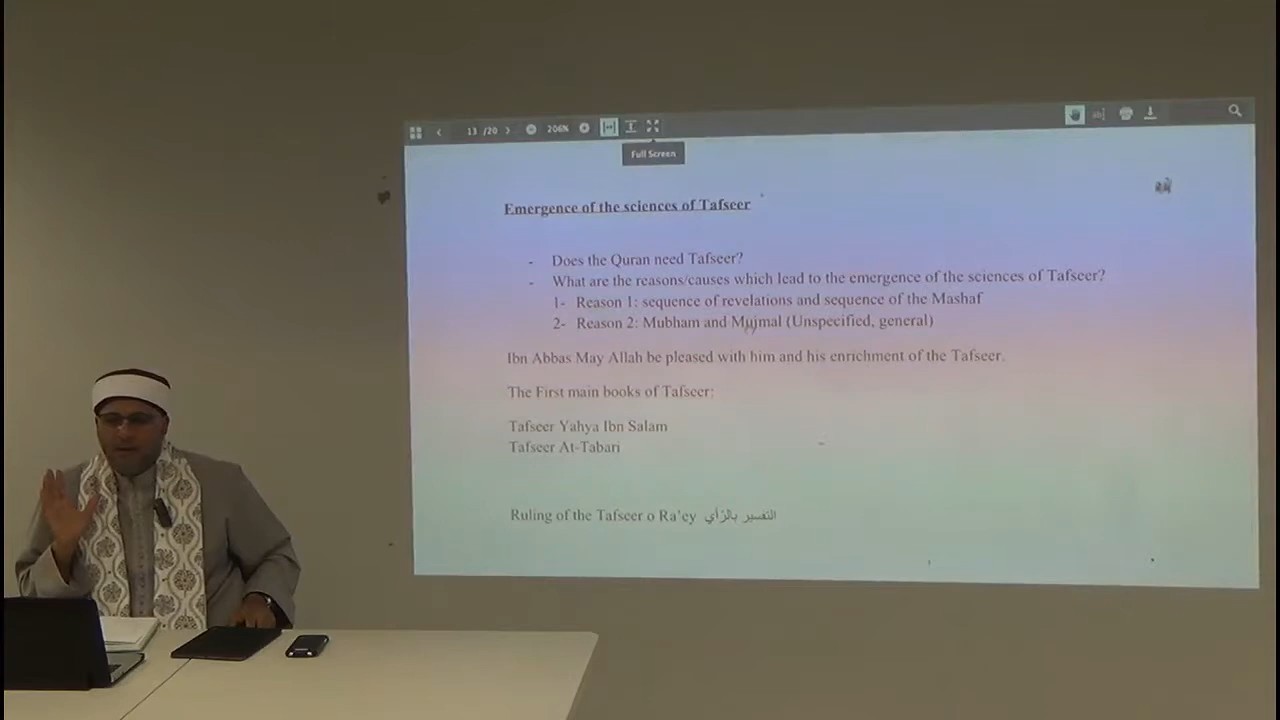 13 /20
206%
Full Screen
Emergence of the sciences of Tafseer
- Does the Quran need Tafseer?
- What are the reasons/causes which lead to the emergence of the sciences of Tafseer?
1- Reason 1: sequence of revelations and sequence of the Mashaf
2- Reason 2: Mubham and Mujmal (Unspecified, general)
Ibn Abbas May Allah be pleased with him and his enrichment of the Tafseer.
The First main books of Tafseer:
Tafseer Yahya Ibn Salam
Tafseer At-Tabari
Ruling of the Tafseer o Ra'ey التفسير بالرّأي